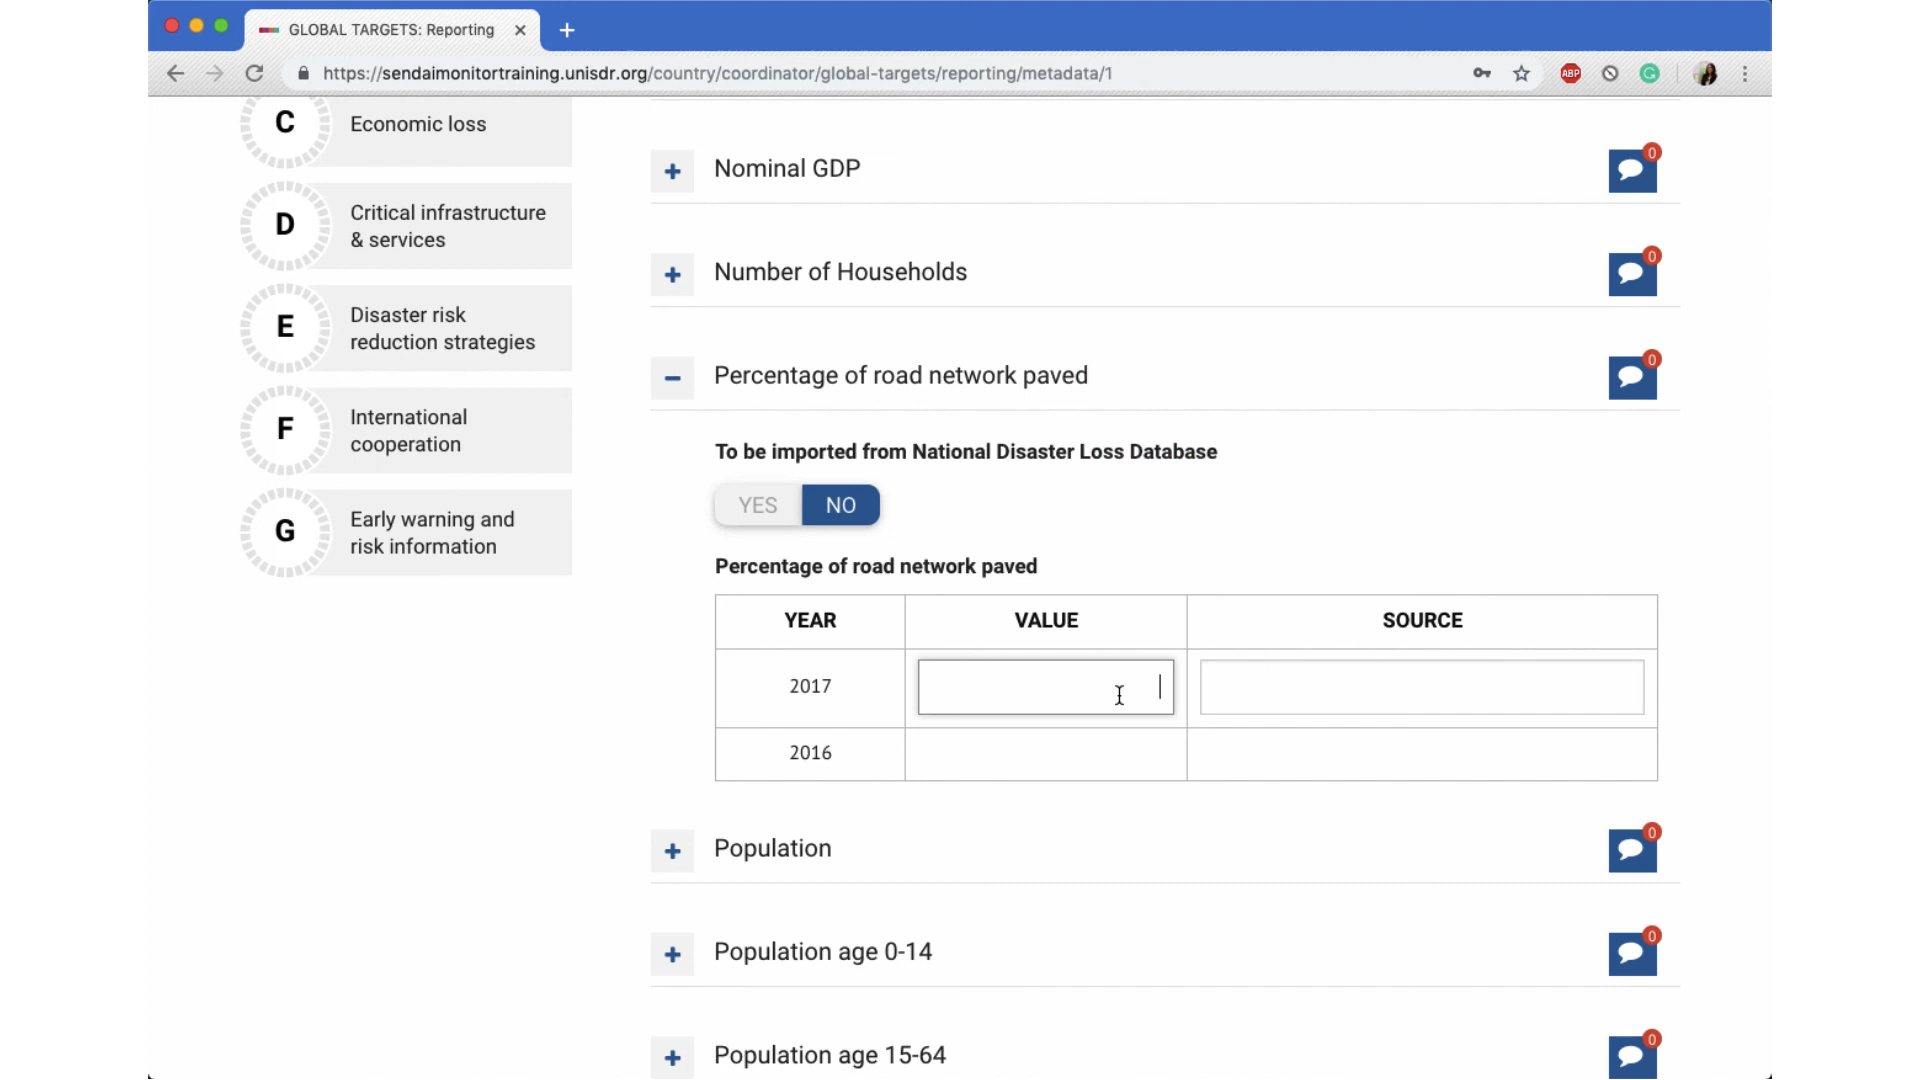 GLOBAL TARGETS: Reporting
https://sendaimonitortraining.unisdr.org/country/coordinator/global-targets/reporting/metadata/1
ABP
C
Economic loss
D
Critical infrastructure
& services
E
Disaster risk
reduction strategies
F
International
cooperation
G
Early warning and
risk information
Nominal GDP
0
Number of Households
0
Percentage of road network paved
0
To be imported from National Disaster Loss Database
YES NO
Percentage of road network paved
YEAR VALUE SOURCE
2017
2016
Population
0
Population age 0-14
0
Population age 15-64
0